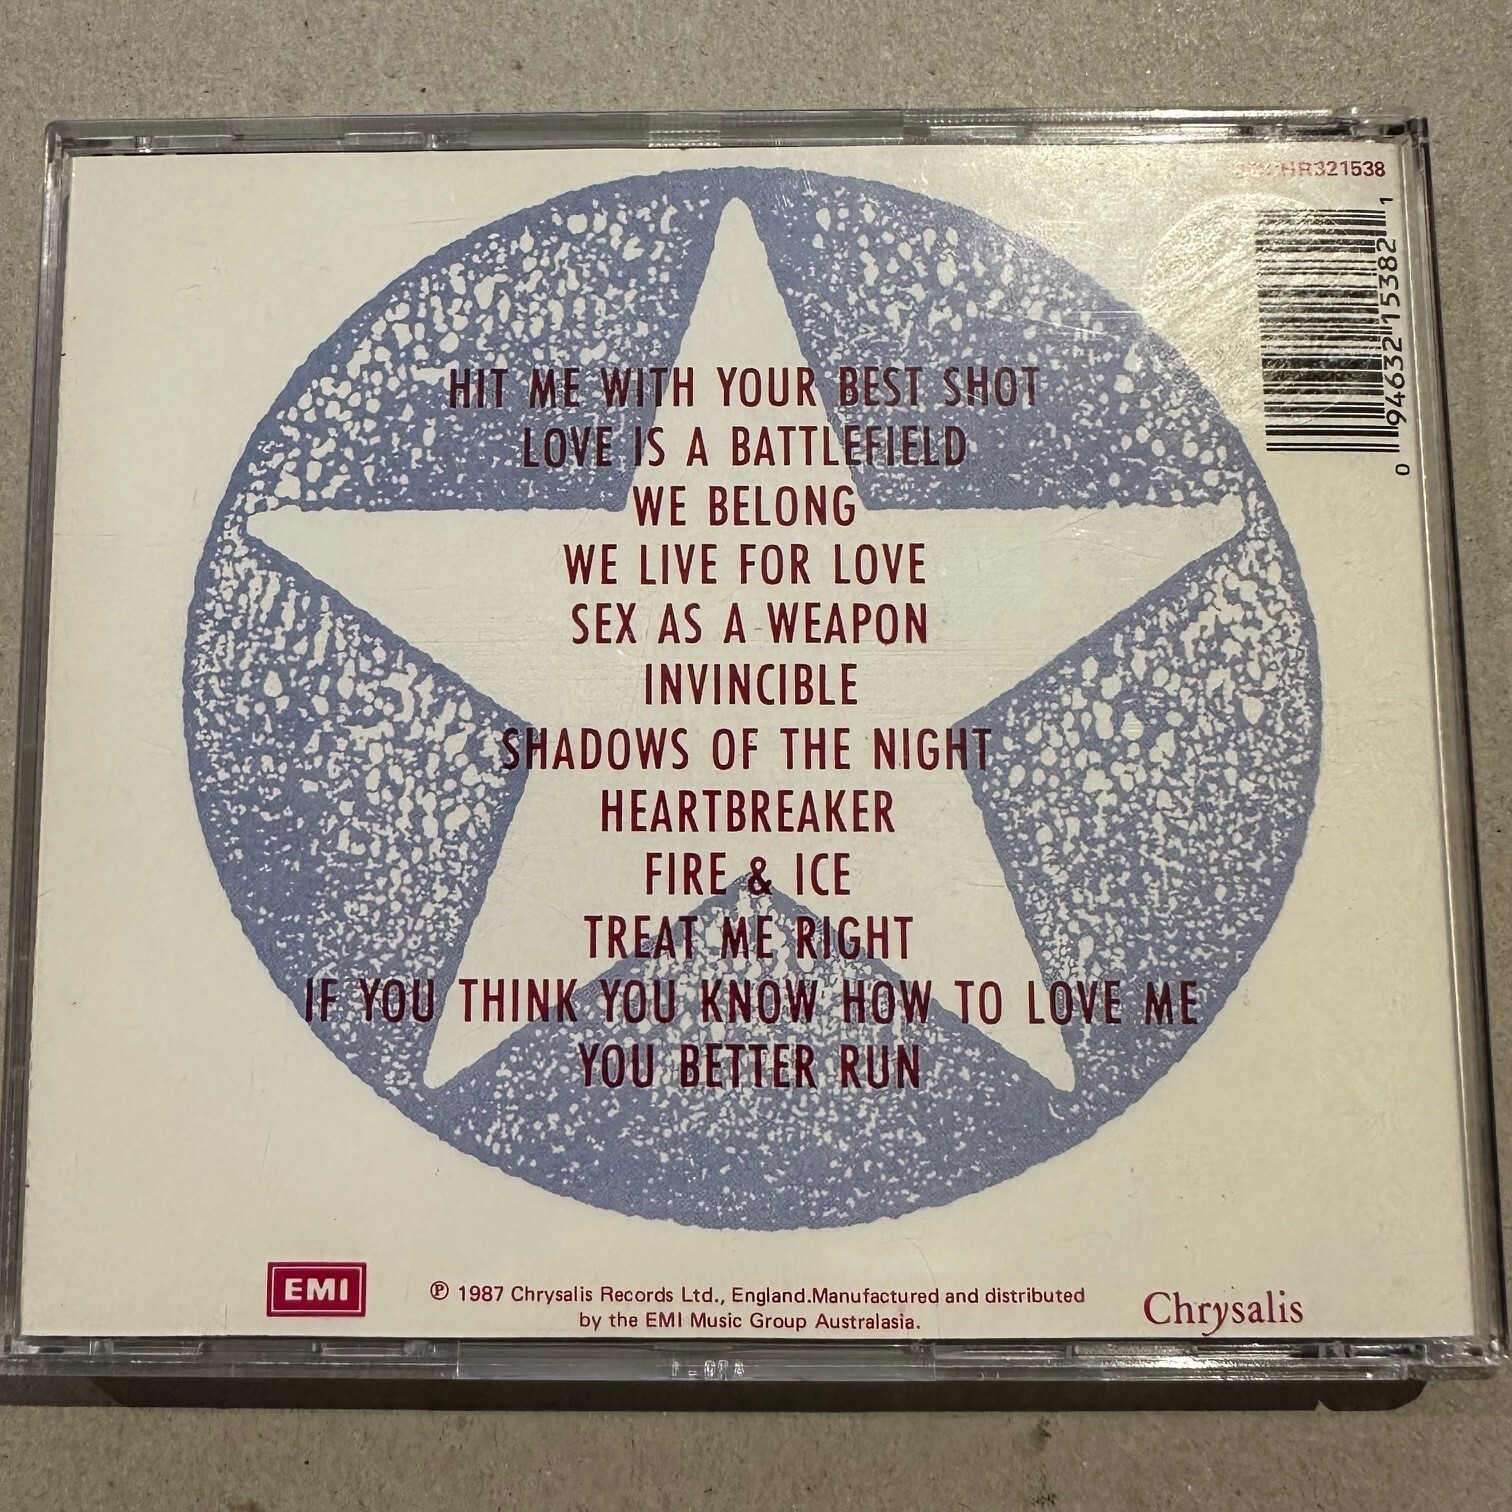 HR321538
0 94632 15382 1
HIT ME WITH YOUR BEST SHOT
LOVE IS A BATTLEFIELD
WE BELONG
WE LIVE FOR LOVE
SEX AS A WEAPON
INVINCIBLE
SHADOWS OF THE NIGHT
HEARTBREAKER
FIRE & ICE
TREAT ME RIGHT
IF YOU THINK YOU KNOW HOW TO LOVE ME
YOU BETTER RUN
EMI
℗ 1987 Chrysalis Records Ltd., England.Manufactured and distributed
by the EMI Music Group Australasia.
Chrysalis